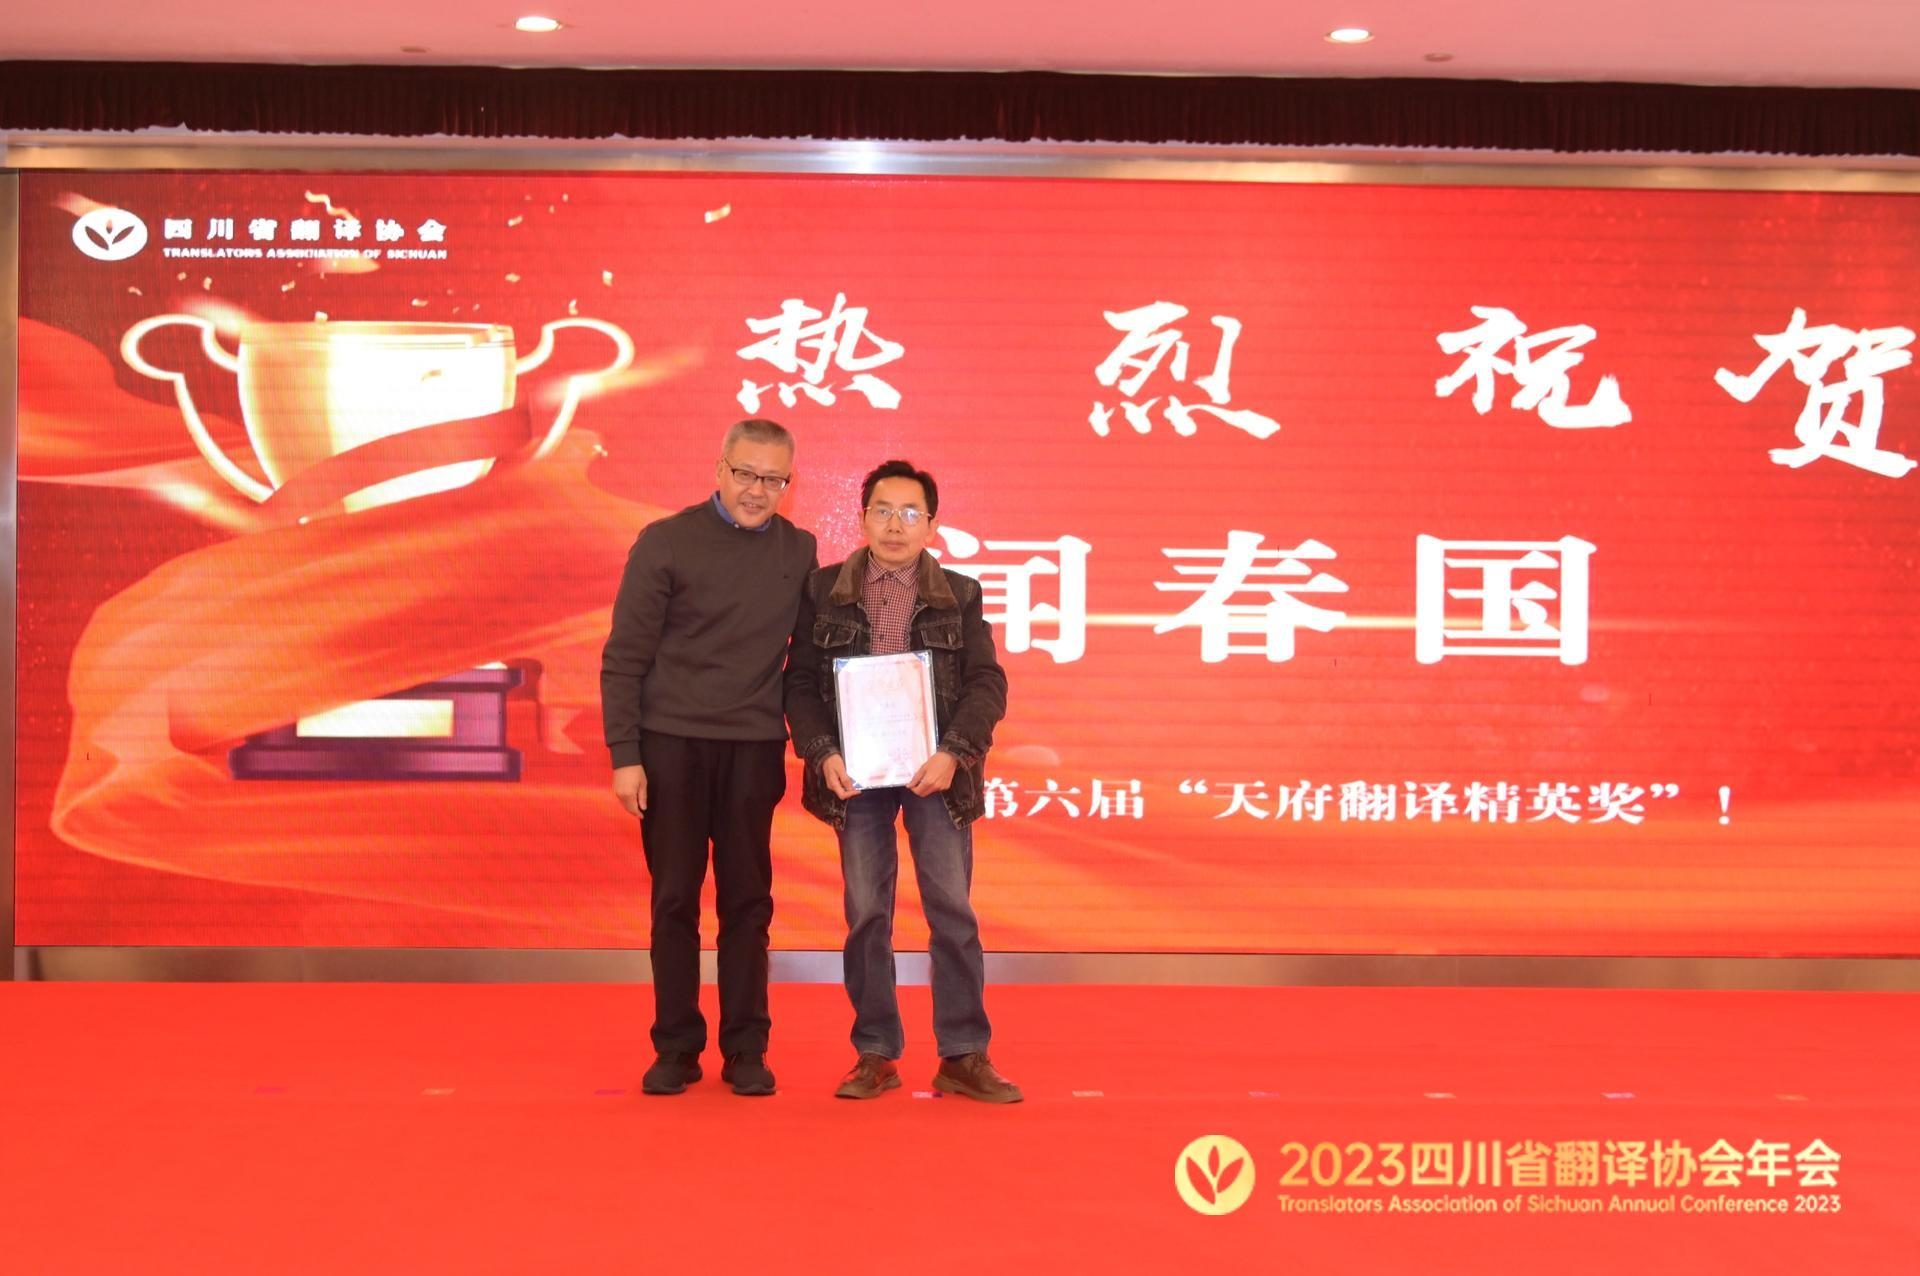 四川省翻译协会
TRANSLATORS ASSOCIATION OF SICHUAN
热烈祝贺
闻春国
第六届“天府翻译精英奖”！
2023四川省翻译协会年会
Translators Association of Sichuan Annual Conference 2023